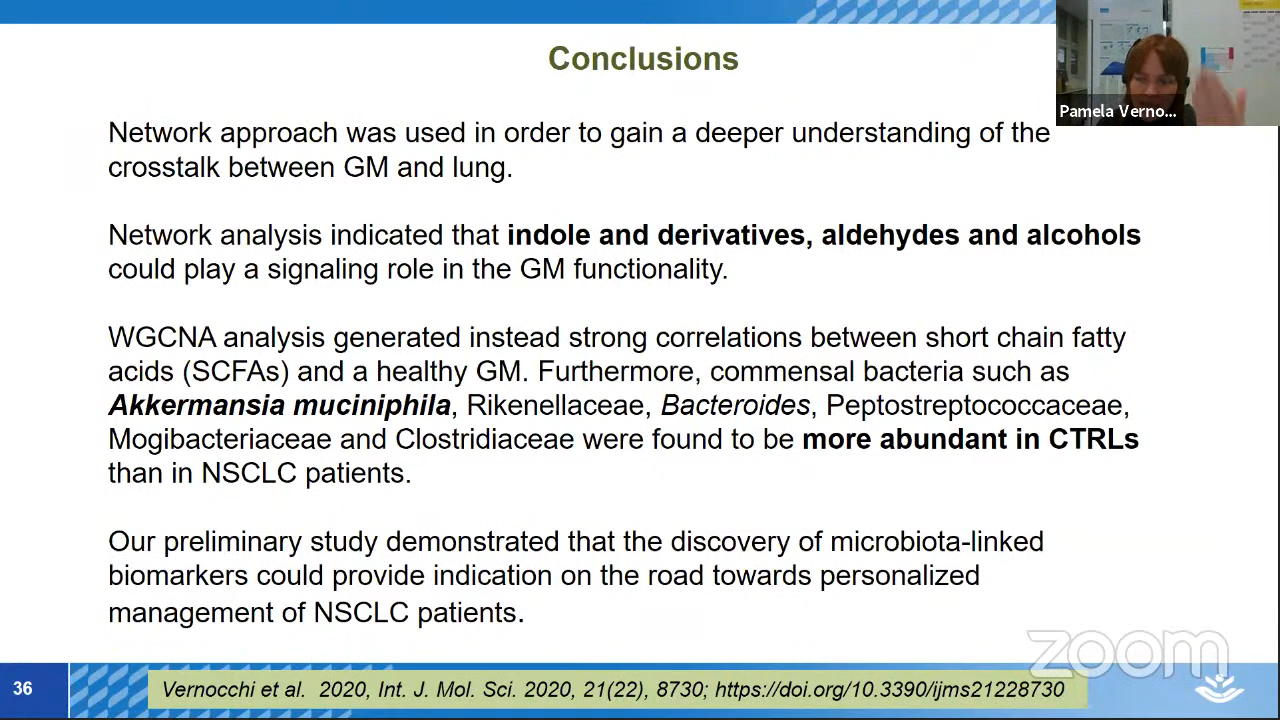 Conclusions
Pamela Verno...
Network approach was used in order to gain a deeper understanding of the
crosstalk between GM and lung.
Network analysis indicated that indole and derivatives, aldehydes and alcohols
could play a signaling role in the GM functionality.
WGCNA analysis generated instead strong correlations between short chain fatty
acids (SCFAs) and a healthy GM. Furthermore, commensal bacteria such as
Akkermansia muciniphila, Rikenellaceae, Bacteroides, Peptostreptococcaceae,
Mogibacteriaceae and Clostridiaceae were found to be more abundant in CTRLs
than in NSCLC patients.
Our preliminary study demonstrated that the discovery of microbiota-linked
biomarkers could provide indication on the road towards personalized
management of NSCLC patients.
zoom
36
Vernocchi et al. 2020, Int. J. Mol. Sci. 2020, 21(22), 8730; https://doi.org/10.3390/ijms21228730